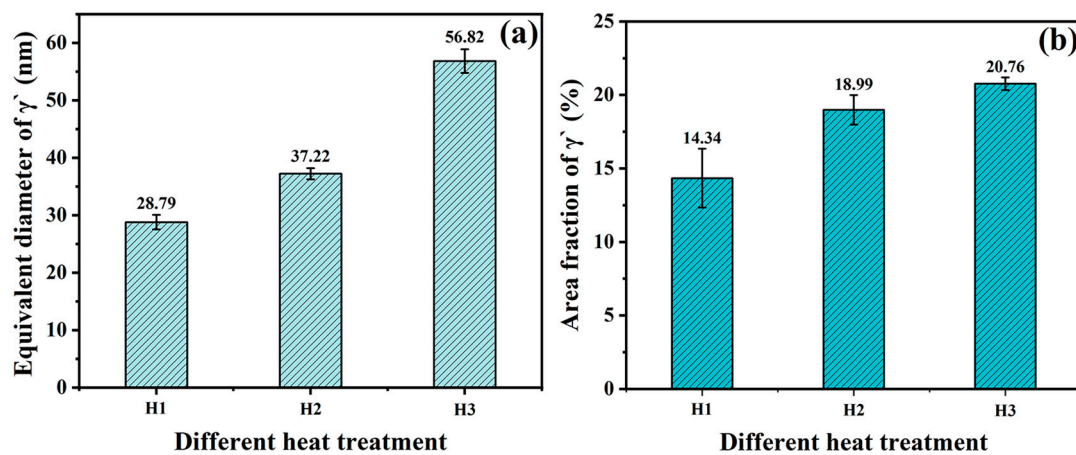 (a)
Equivalent diameter of γ` (nm)
60
50
40
30
20
10
0
28.79
37.22
56.82
H1
H2
H3
Different heat treatment
(b)
Area fraction of γ` (%)
25
20
15
10
5
0
14.34
18.99
20.76
H1
H2
H3
Different heat treatment